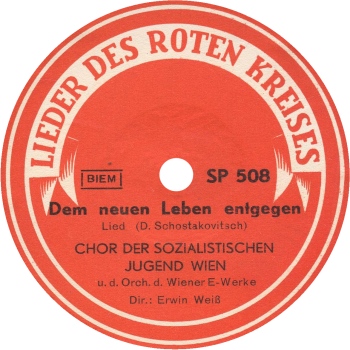 LIEDER DES ROTEN KREISES
BIEM
SP 508
Dem neuen Leben entgegen
Lied (D. Schostakovitsch)
CHOR DER SOZIALISTISCHEN
JUGEND WIEN
u. d. Orch. d. Wiener E-Werke
Dir.: Erwin Weiß